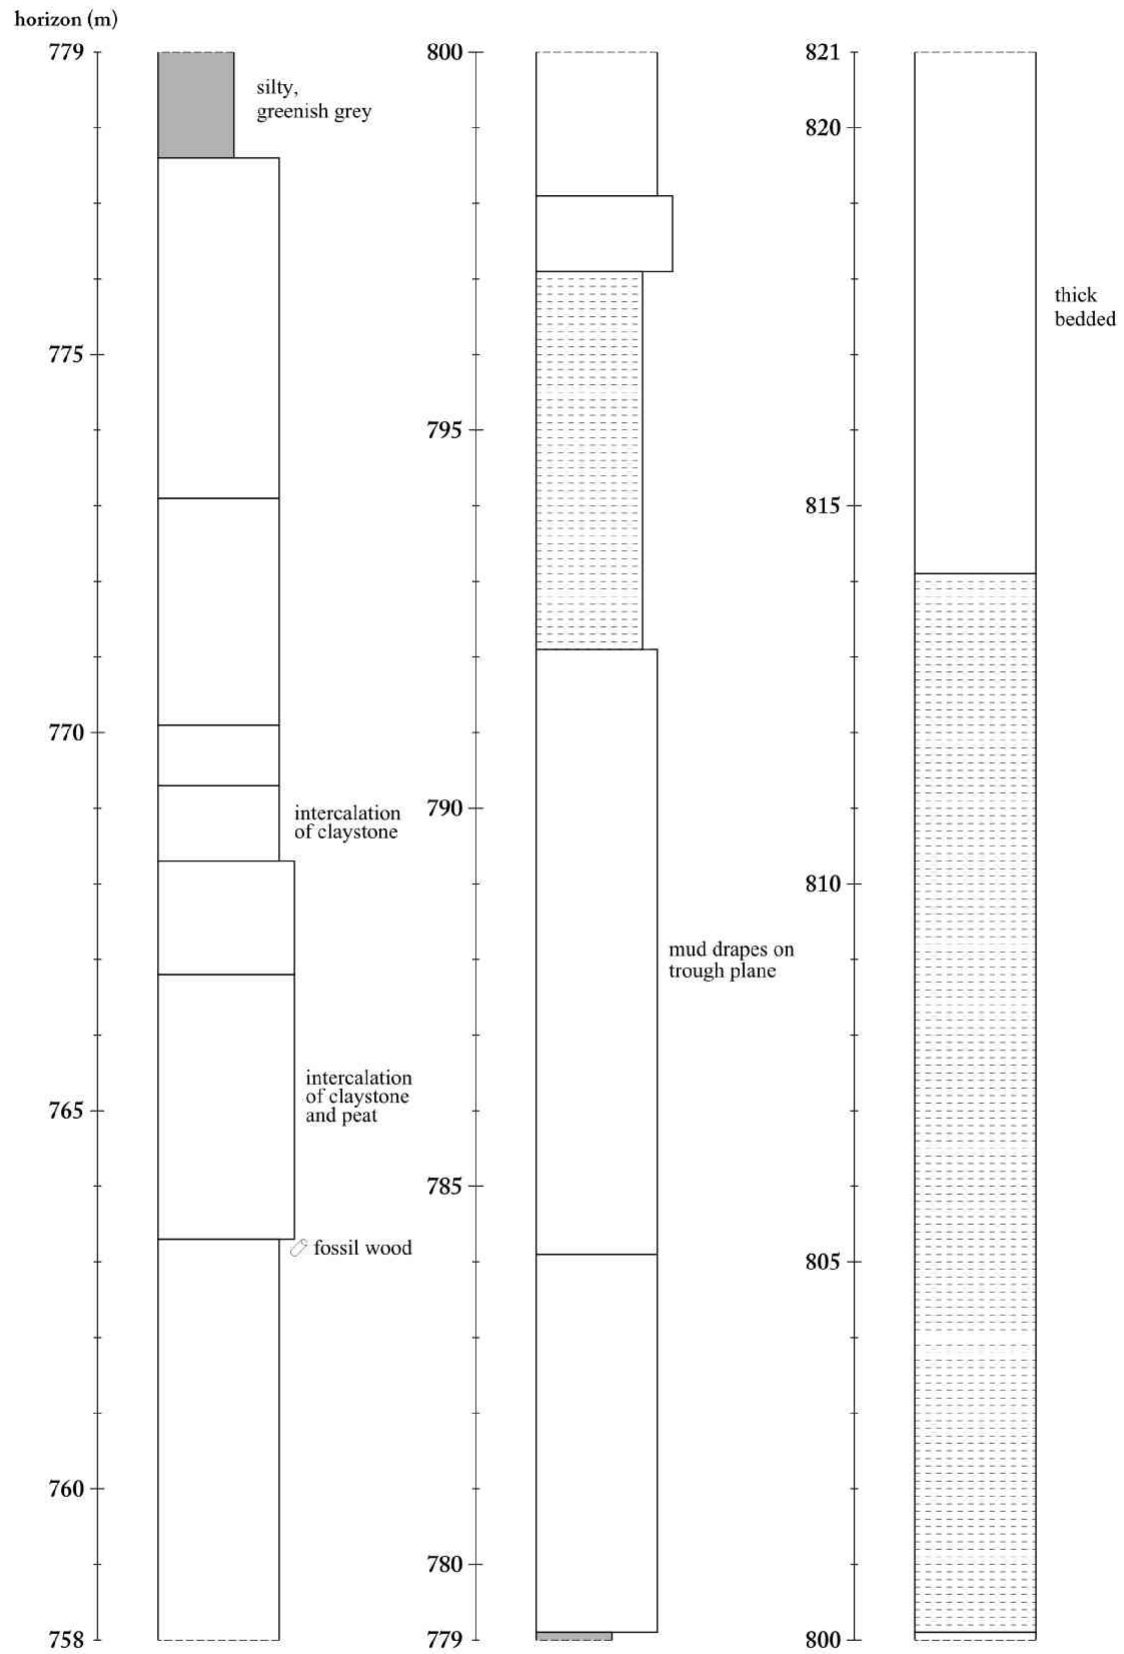 horizon (m)
779
silty,
greenish grey
775
770
intercalation
of claystone
765
intercalation
of claystone
and peat
fossil wood
760
758
800
795
790
mud drapes on
trough plane
785
780
779
821
820
thick
bedded
815
810
805
800